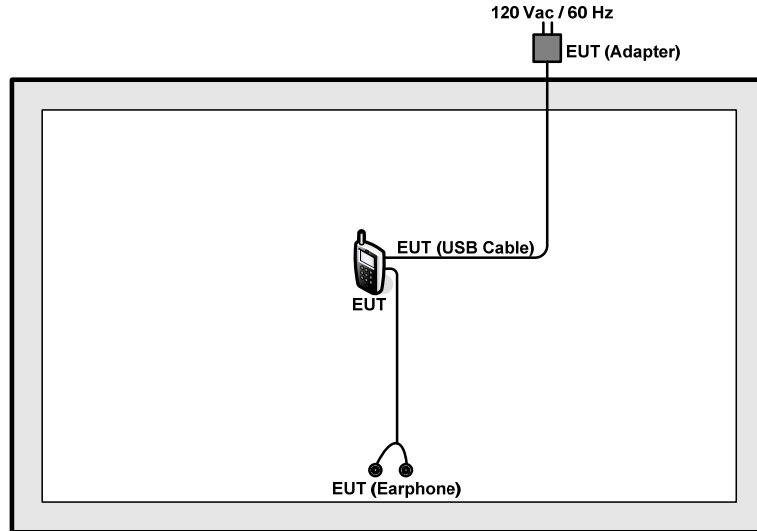 120 Vac / 60 Hz
EUT (Adapter)
EUT (USB Cable)
EUT
EUT (Earphone)